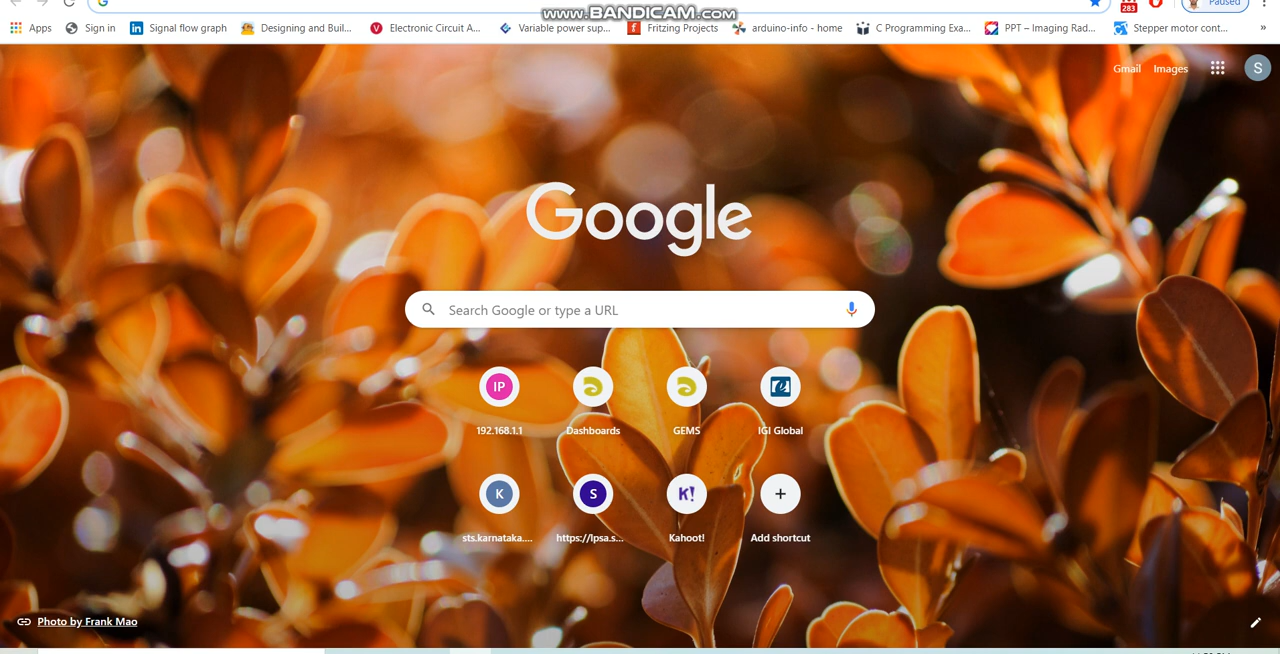 www.BANDICAM.com
283
Paused
Apps
Sign in
Signal flow graph
Designing and Buil...
Electronic Circuit A...
Variable power sup...
Fritzing Projects
arduino-info - home
C Programming Exa...
PPT – Imaging Rad...
Stepper motor cont...
»
Gmail
Images
S
Google
Search Google or type a URL
IP
192.168.1.1
Dashboards
GEMS
IGI Global
K
sts.karnataka....
S
https://lpsa.s...
K!
Kahoot!
Add shortcut
Photo by Frank Mao